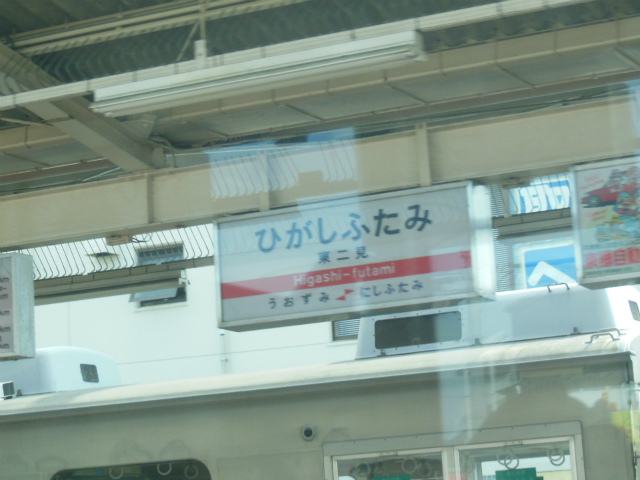 ひがしふたみ
東二見
Higashi-futami
うおずみ にしふたみ